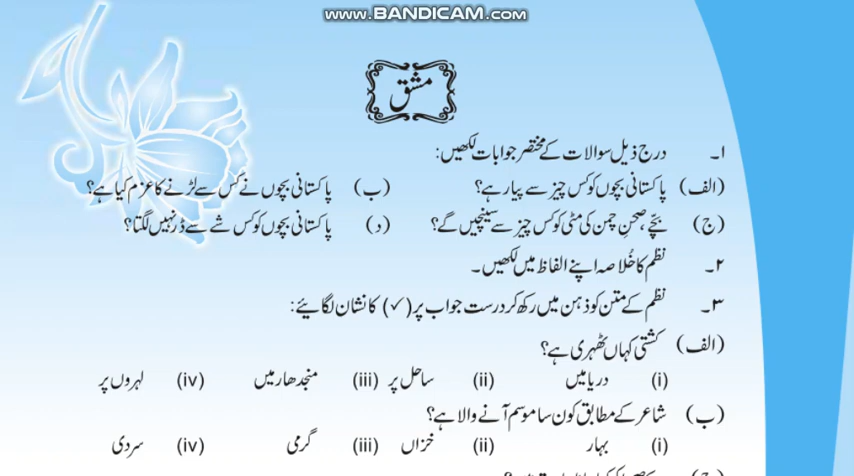 www.BANDICAM.com
مشق
۱۔ درج ذیل سوالات کے مختصر جوابات لکھیں:
(الف) پاکستانی بچوں کو کس چیز سے پیار ہے؟ (ب) پاکستانی بچوں نے کس سے لڑنے کا عزم کیا ہے؟
(ج) بچّے، صحنِ چمن کی مٹی کو کس چیز سے سینچیں گے؟ (د) پاکستانی بچوں کو کس شے سے ڈر نہیں لگتا؟
۲۔ نظم کا خُلاصہ اپنے الفاظ میں لکھیں۔
۳۔ نظم کے متن کو ذہن میں رکھ کر درست جواب پر (✓) کا نشان لگائیے:
(الف) کشتی کہاں ٹھہری ہے؟
(i) دریا میں (ii) ساحل پر (iii) منجدھار میں (iv) لہروں پر
(ب) شاعر کے مطابق کون سا موسم آنے والا ہے؟
(i) بہار (ii) خزاں (iii) گرمی (iv) سردی